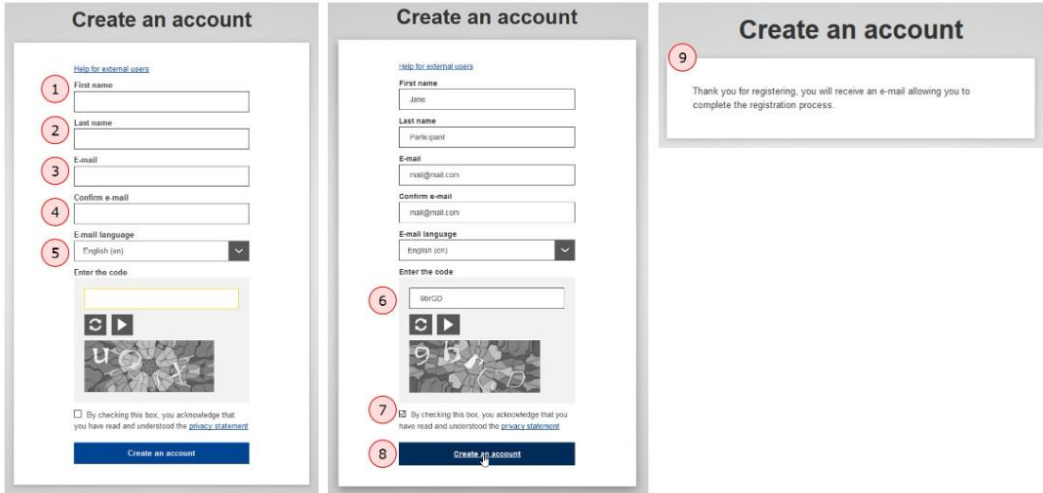 Create an account
Help for external users
1
First name
2
Last name
3
E-mail
4
Confirm e-mail
5
E-mail language
English (en)
Enter the code
By checking this box, you acknowledge that
you have read and understood the privacy statement
Create an account
Create an account
Help for external users
First name
Jane
Last name
Participant
E-mail
mail@mail.com
Confirm e-mail
mail@mail.com
E-mail language
English (en)
Enter the code
6
9brGD
7
By checking this box, you acknowledge that you
have read and understood the privacy statement
8
Create an account
Create an account
9
Thank you for registering, you will receive an e-mail allowing you to
complete the registration process.